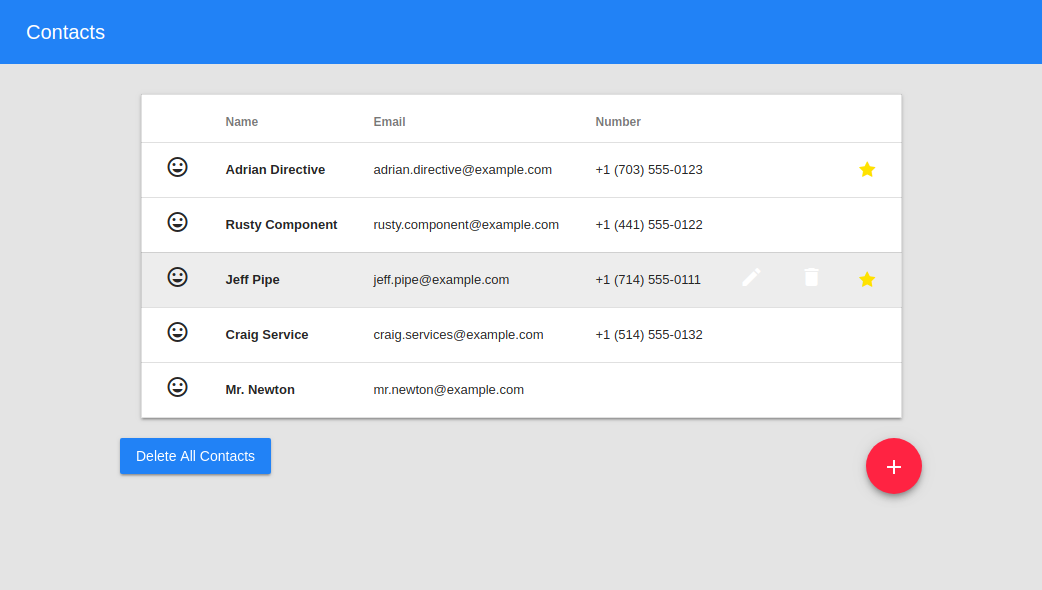 Contacts
Name Email Number
Adrian Directive adrian.directive@example.com +1 (703) 555-0123
Rusty Component rusty.component@example.com +1 (441) 555-0122
Jeff Pipe jeff.pipe@example.com +1 (714) 555-0111
Craig Service craig.services@example.com +1 (514) 555-0132
Mr. Newton mr.newton@example.com
Delete All Contacts